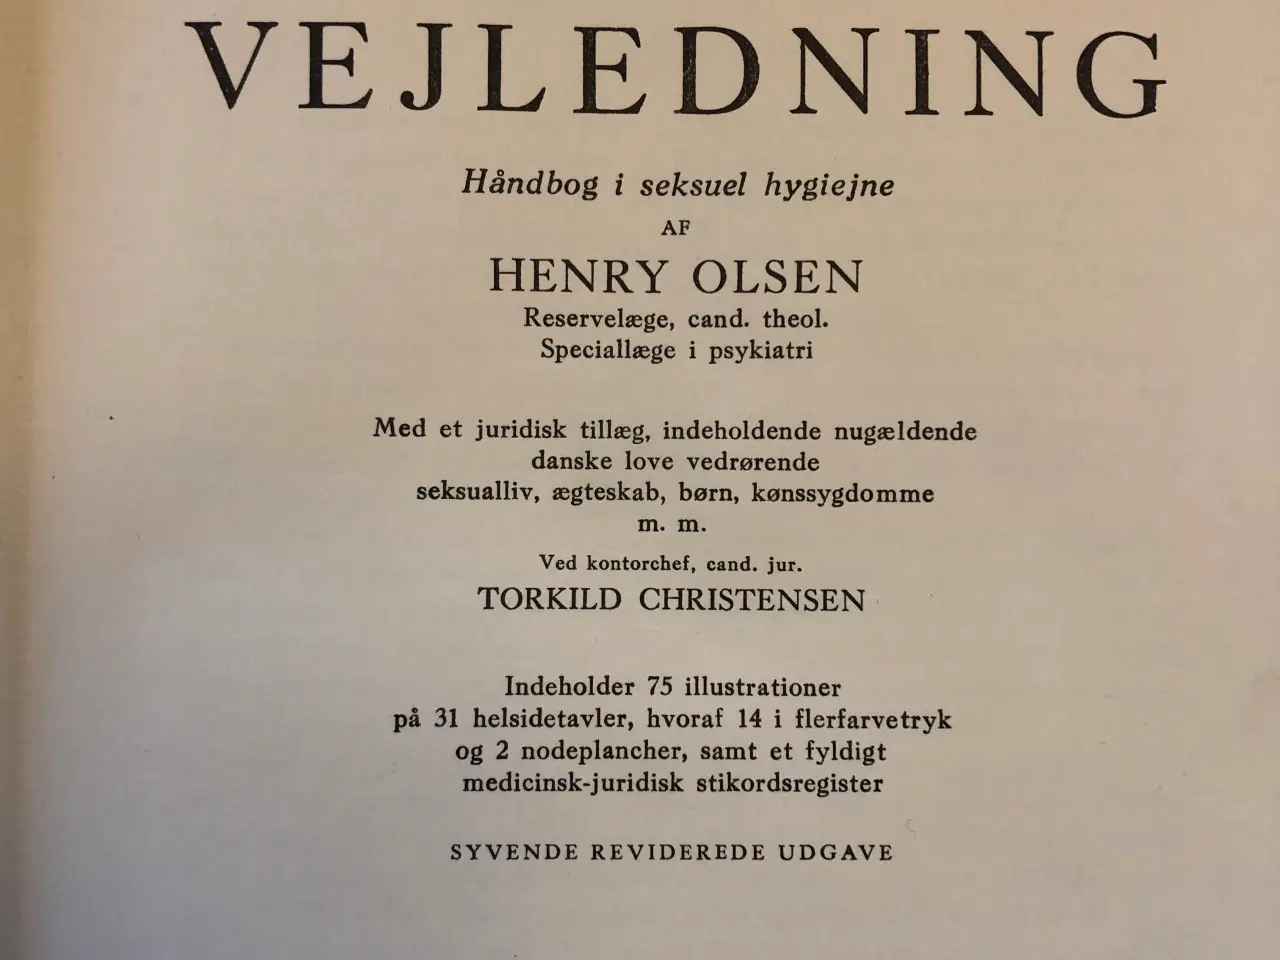 VEJLEDNING
Håndbog i seksuel hygiejne
AF
HENRY OLSEN
Reservelæge, cand. theol.
Speciallæge i psykiatri
Med et juridisk tillæg, indeholdende nugældende
danske love vedrørende
seksualliv, ægteskab, børn, kønssygdomme
m. m.
Ved kontorchef, cand. jur.
TORKILD CHRISTENSEN
Indeholder 75 illustrationer
på 31 helsidetavler, hvoraf 14 i flerfarvetryk
og 2 nodeplancher, samt et fyldigt
medicinsk-juridisk stikordsregister
SYVENDE REVIDEREDE UDGAVE